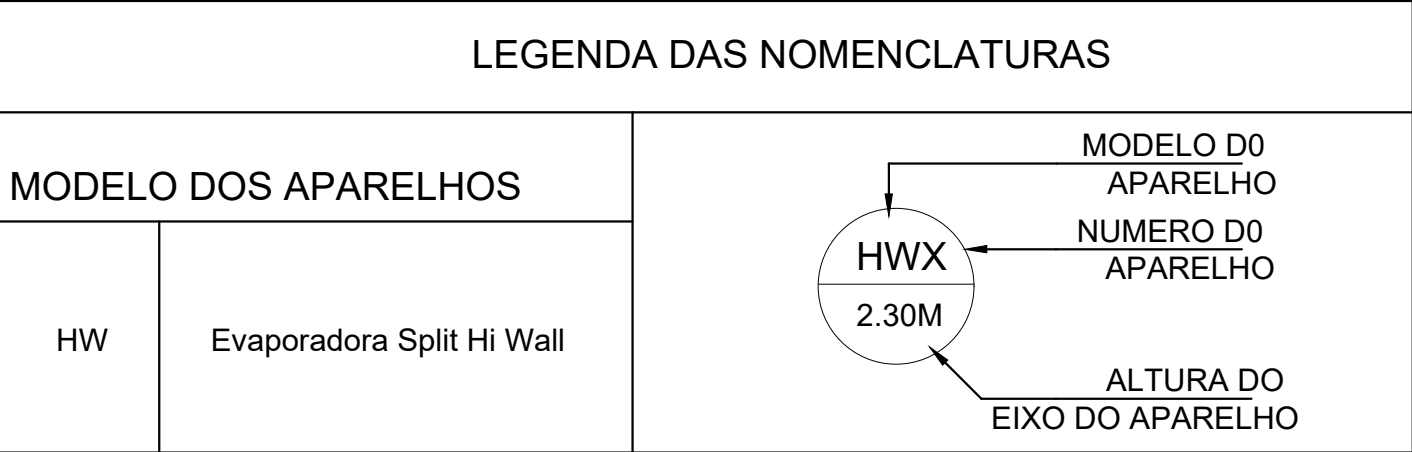 LEGENDA DAS NOMENCLATURAS
MODELO DOS APARELHOS
HW
Evaporadora Split Hi Wall
MODELO D0
APARELHO
NUMERO D0
APARELHO
HWX
2.30M
ALTURA DO
EIXO DO APARELHO